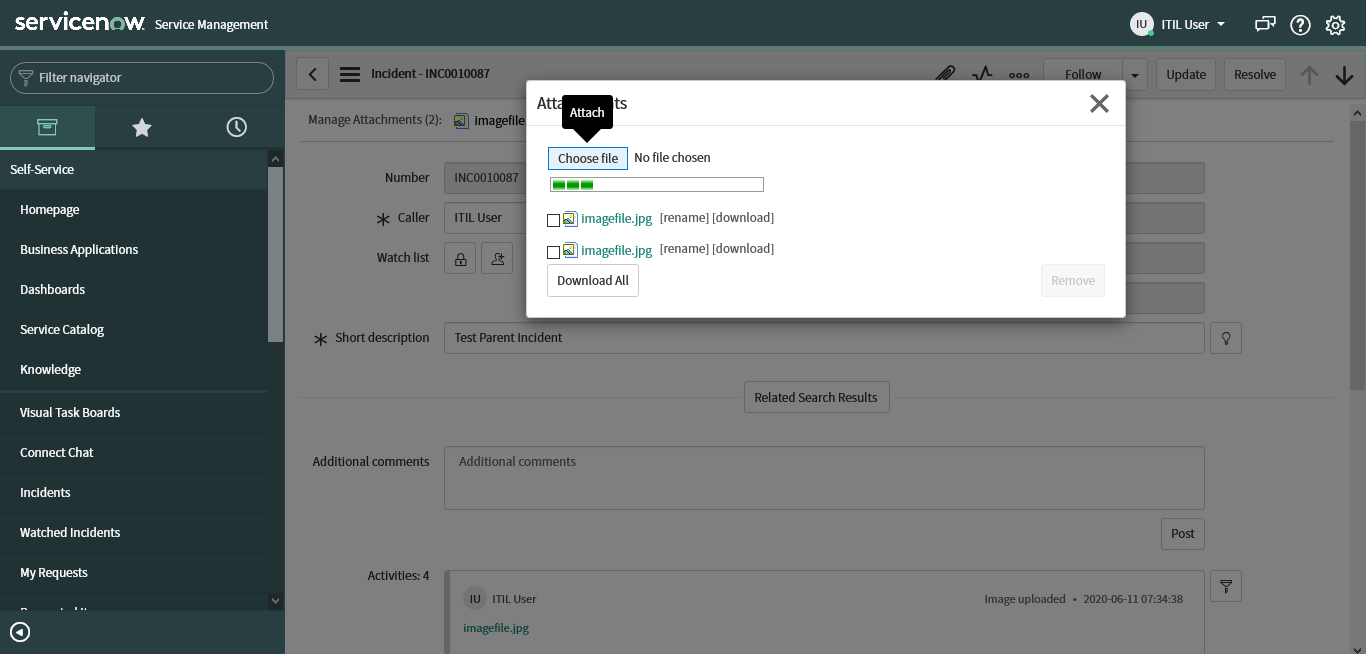 servicenow. Service Management
IU ITIL User
Filter navigator
Self-Service
Homepage
Business Applications
Dashboards
Service Catalog
Knowledge
Visual Task Boards
Connect Chat
Incidents
Watched Incidents
My Requests
Incident - INC0010087
Follow
Update
Resolve
Manage Attachments (2): imagefile.
Number INC0010087
Caller ITIL User
Watch list
Short description Test Parent Incident
Related Search Results
Additional comments Additional comments
Post
Activities: 4
IU ITIL User Image uploaded • 2020-06-11 07:34:38
imagefile.jpg
Attach
Choose file No file chosen
imagefile.jpg [rename] [download]
imagefile.jpg [rename] [download]
Download All Remove